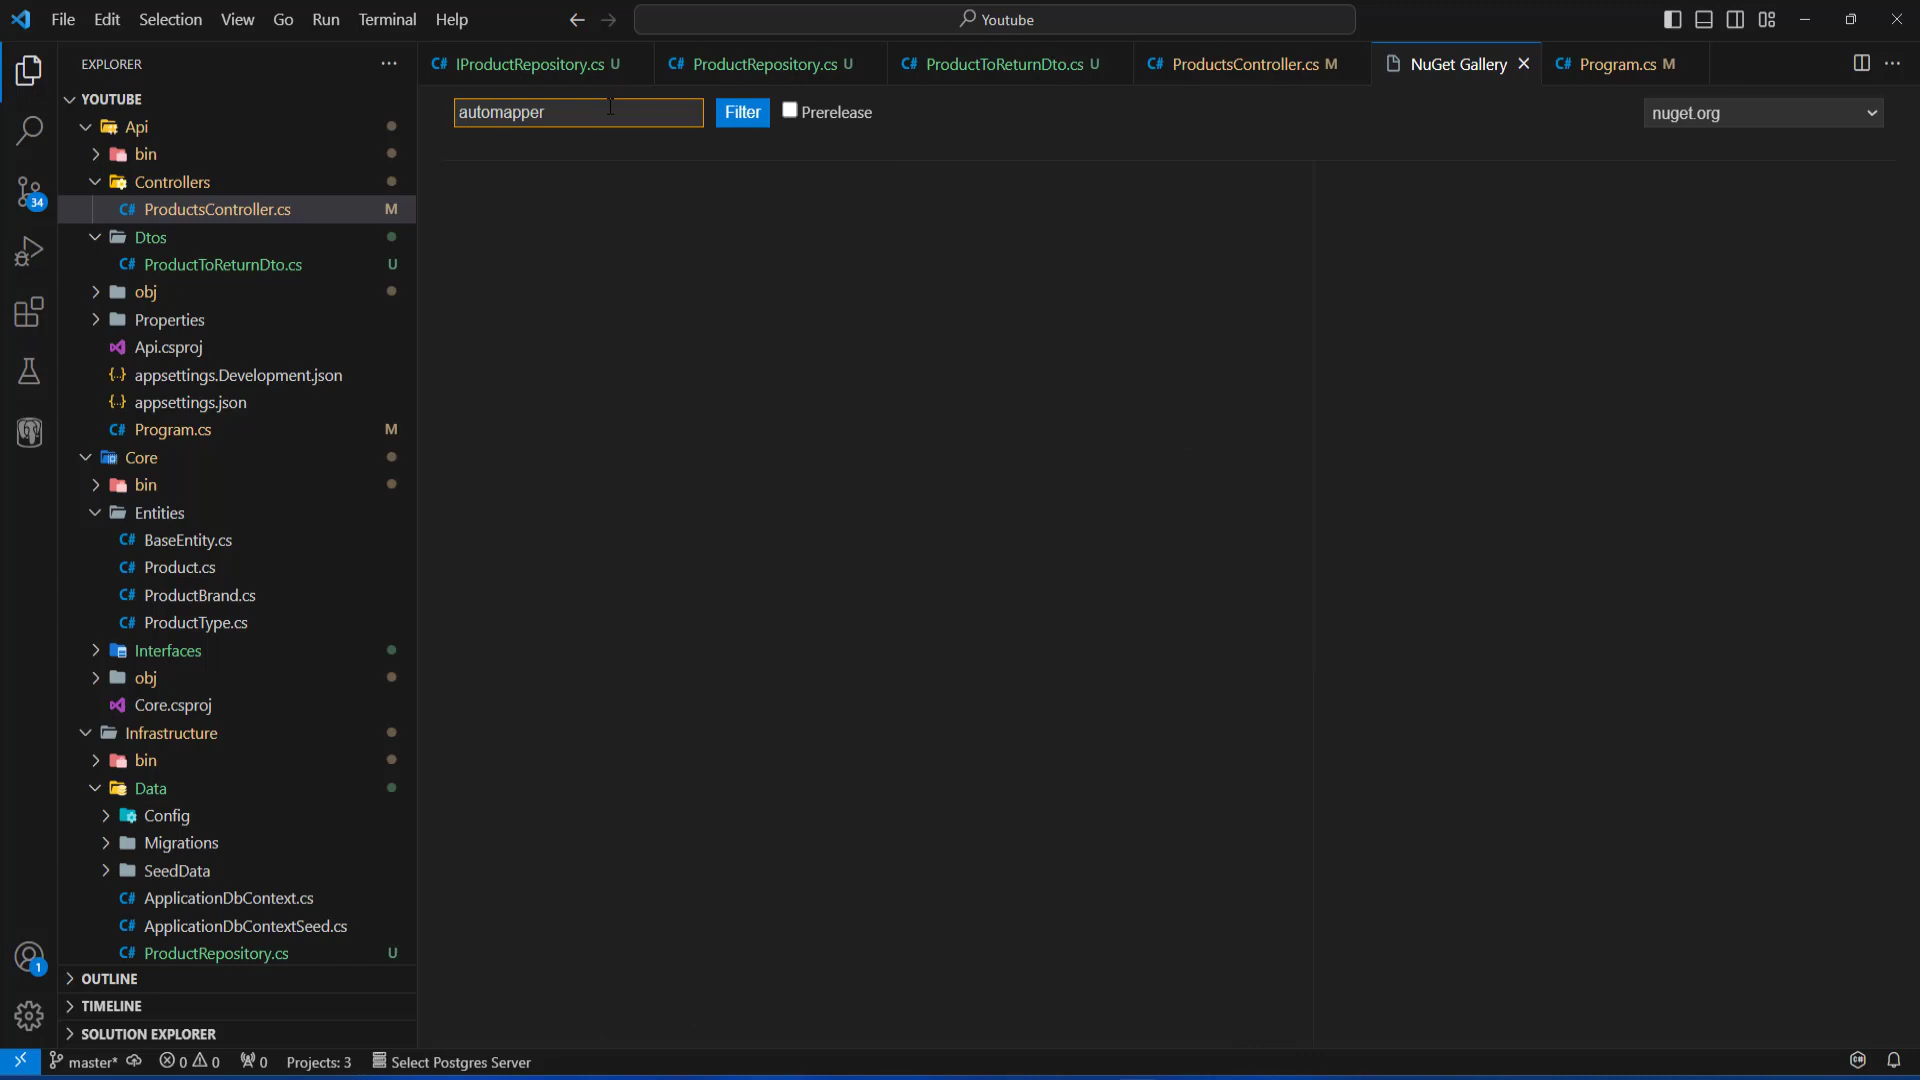 File Edit Selection View Go Run Terminal Help
Youtube
EXPLORER
IProductRepository.cs U
ProductRepository.cs U
ProductToReturnDto.cs U
ProductsController.cs M
NuGet Gallery
Program.cs M
automapper
Filter
Prerelease
nuget.org
YOUTUBE
Api
bin
Controllers
ProductsController.cs M
Dtos
ProductToReturnDto.cs U
obj
Properties
Api.csproj
appsettings.Development.json
appsettings.json
Program.cs M
Core
bin
Entities
BaseEntity.cs
Product.cs
ProductBrand.cs
ProductType.cs
Interfaces
obj
Core.csproj
Infrastructure
bin
Data
Config
Migrations
SeedData
ApplicationDbContext.cs
ApplicationDbContextSeed.cs
ProductRepository.cs U
OUTLINE
TIMELINE
SOLUTION EXPLORER
34
1
master* 0 0 0 Projects: 3 Select Postgres Server